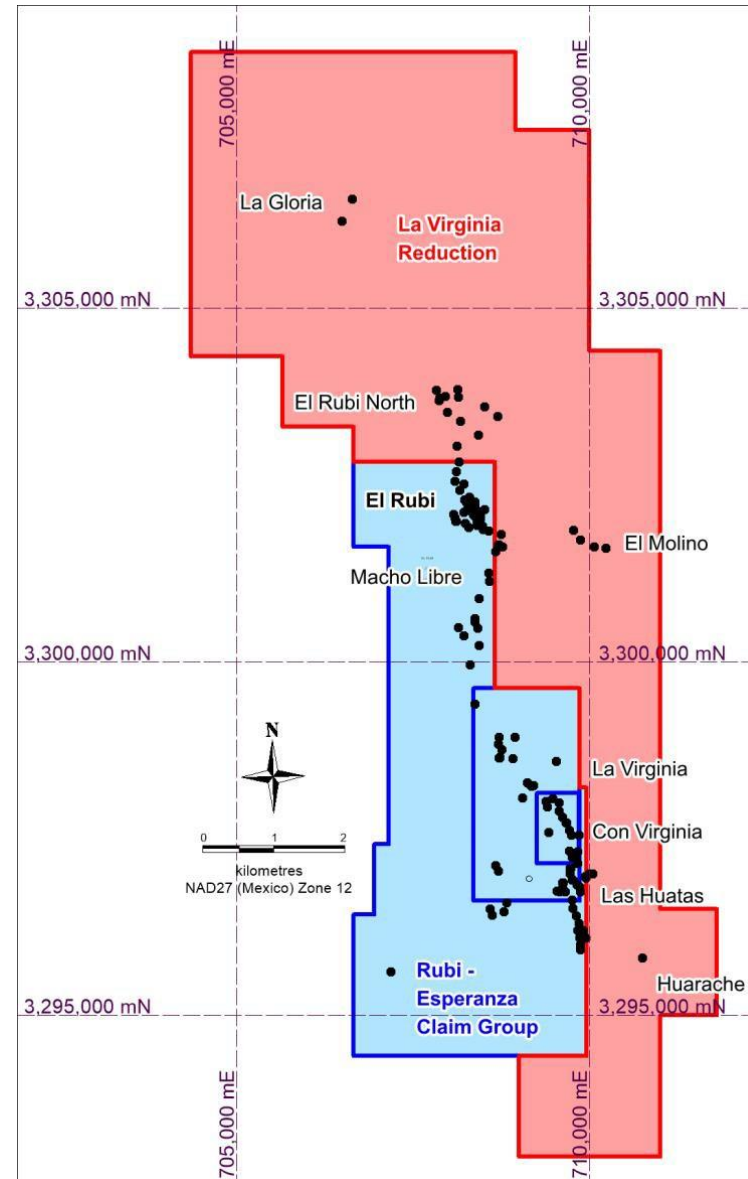 705,000 mE
710,000 mE
La Gloria
La Virginia
Reduction
3,305,000 mN
3,305,000 mN
El Rubi North
El Rubi
El Molino
Macho Libre
3,300,000 mN
3,300,000 mN
N
La Virginia
0 1 2
Con Virginia
kilometres
NAD27 (Mexico) Zone 12
Las Huatas
Rubi -
Esperanza
Claim Group
Huarache
3,295,000 mN
3,295,000 mN
705,000 mE
710,000 mE